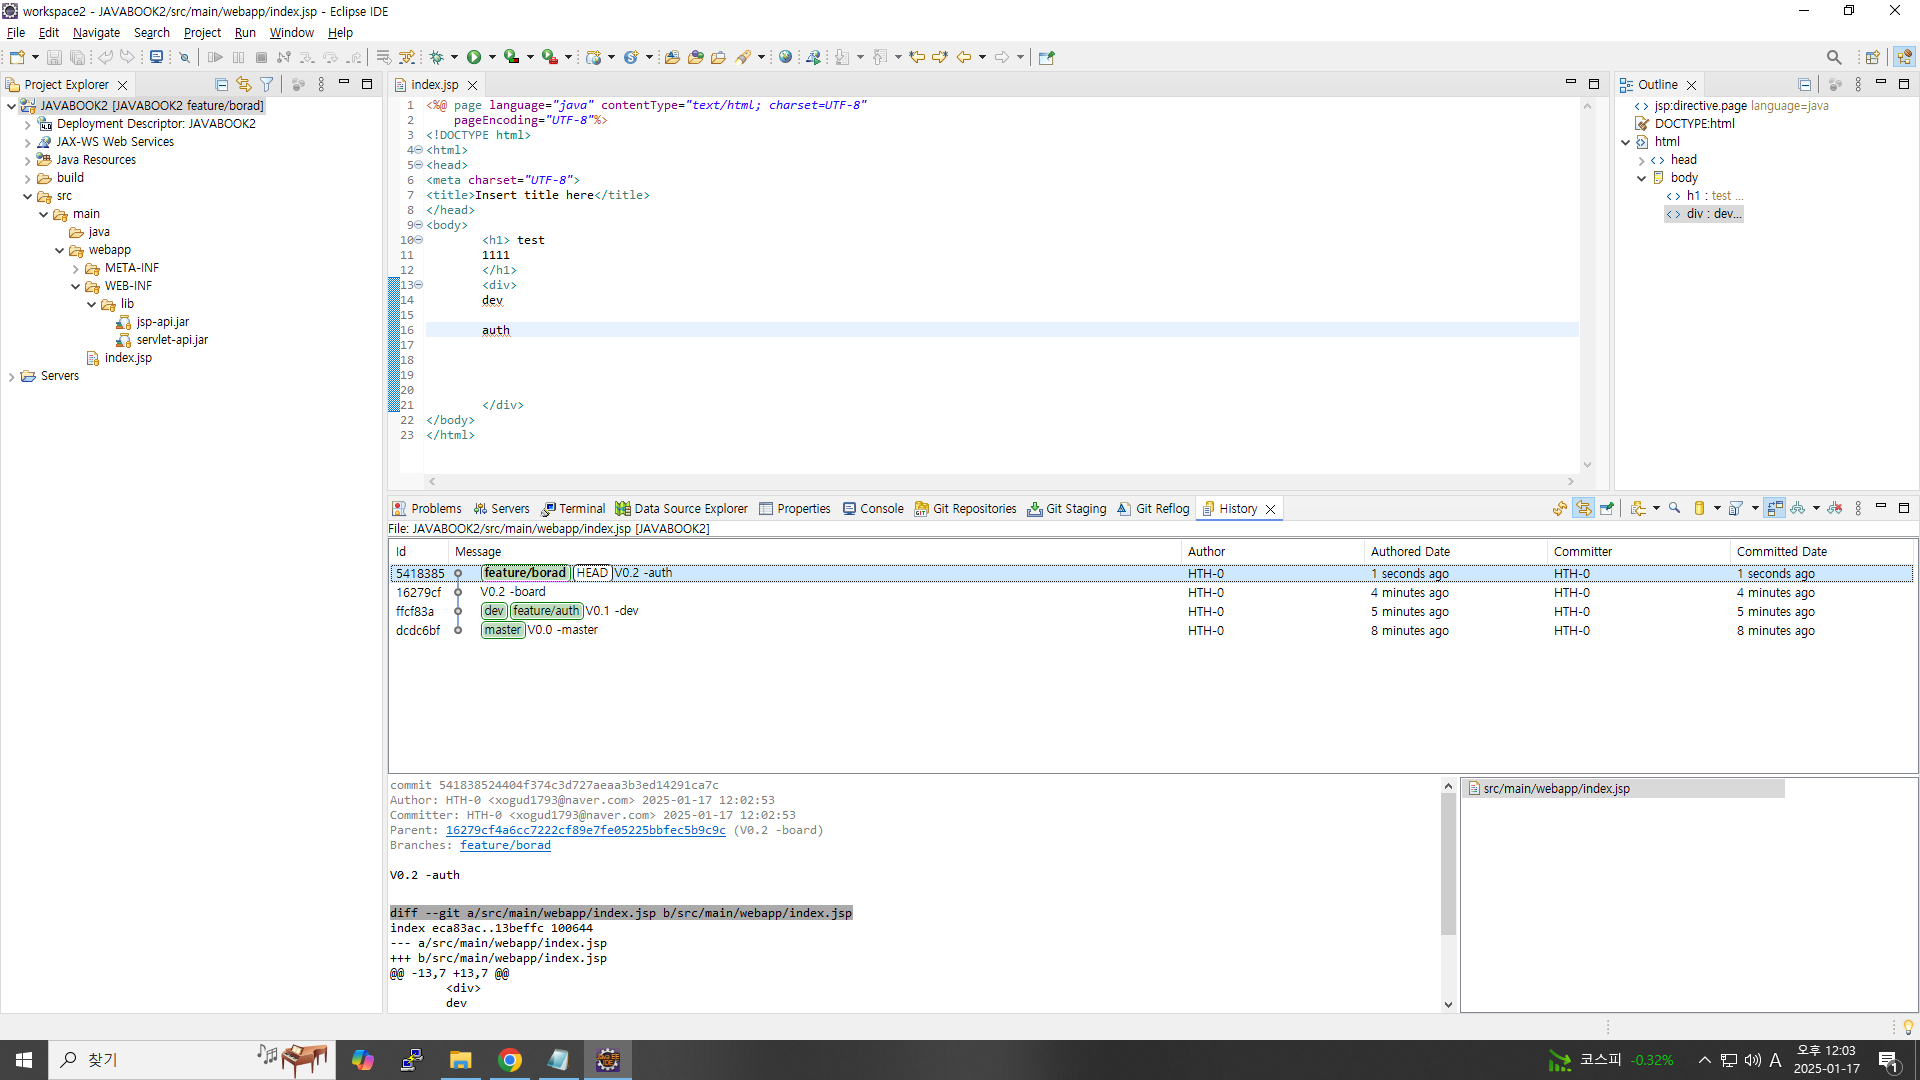 workspace2 - JAVABOOK2/src/main/webapp/index.jsp - Eclipse IDE
File Edit Navigate Search Project Run Window Help
Project Explorer
JAVABOOK2 [JAVABOOK2 feature/borad]
Deployment Descriptor: JAVABOOK2
JAX-WS Web Services
Java Resources
build
src
main
java
webapp
META-INF
WEB-INF
lib
jsp-api.jar
servlet-api.jar
index.jsp
Servers
index.jsp
1 <%@ page language="java" contentType="text/html; charset=UTF-8"
2 pageEncoding="UTF-8"%>
3 <!DOCTYPE html>
4 <html>
5 <head>
6 <meta charset="UTF-8">
7 <title>Insert title here</title>
8 </head>
9 <body>
10 <h1> test
11 1111
12 </h1>
13 <div>
14 dev
15
16 auth
17
18
19
20
21 </div>
22 </body>
23 </html>
Outline
jsp:directive.page language=java
DOCTYPE:html
html
head
body
h1 : test ...
div : dev...
Problems Servers Terminal Data Source Explorer Properties Console Git Repositories Git Staging Git Reflog History
File: JAVABOOK2/src/main/webapp/index.jsp [JAVABOOK2]
Id Message Author Authored Date Committer Committed Date
5418385 feature/borad HEAD V0.2 -auth HTH-0 1 seconds ago HTH-0 1 seconds ago
16279cf V0.2 -board HTH-0 4 minutes ago HTH-0 4 minutes ago
ffcf83a dev feature/auth V0.1 -dev HTH-0 5 minutes ago HTH-0 5 minutes ago
dcdc6bf master V0.0 -master HTH-0 8 minutes ago HTH-0 8 minutes ago
commit 541838524404f374c3d727aeaa3b3ed14291ca7c
Author: HTH-0 <xogud1793@naver.com> 2025-01-17 12:02:53
Committer: HTH-0 <xogud1793@naver.com> 2025-01-17 12:02:53
Parent: 16279cf4a6cc7222cf89e7fe05225bbfec5b9c9c (V0.2 -board)
Branches: feature/borad
V0.2 -auth
diff --git a/src/main/webapp/index.jsp b/src/main/webapp/index.jsp
index eca83ac..13beffc 100644
--- a/src/main/webapp/index.jsp
+++ b/src/main/webapp/index.jsp
@@ -13,7 +13,7 @@
<div>
dev
src/main/webapp/index.jsp
찾기
코스피 -0.32%
A
오후 12:03
2025-01-17
1